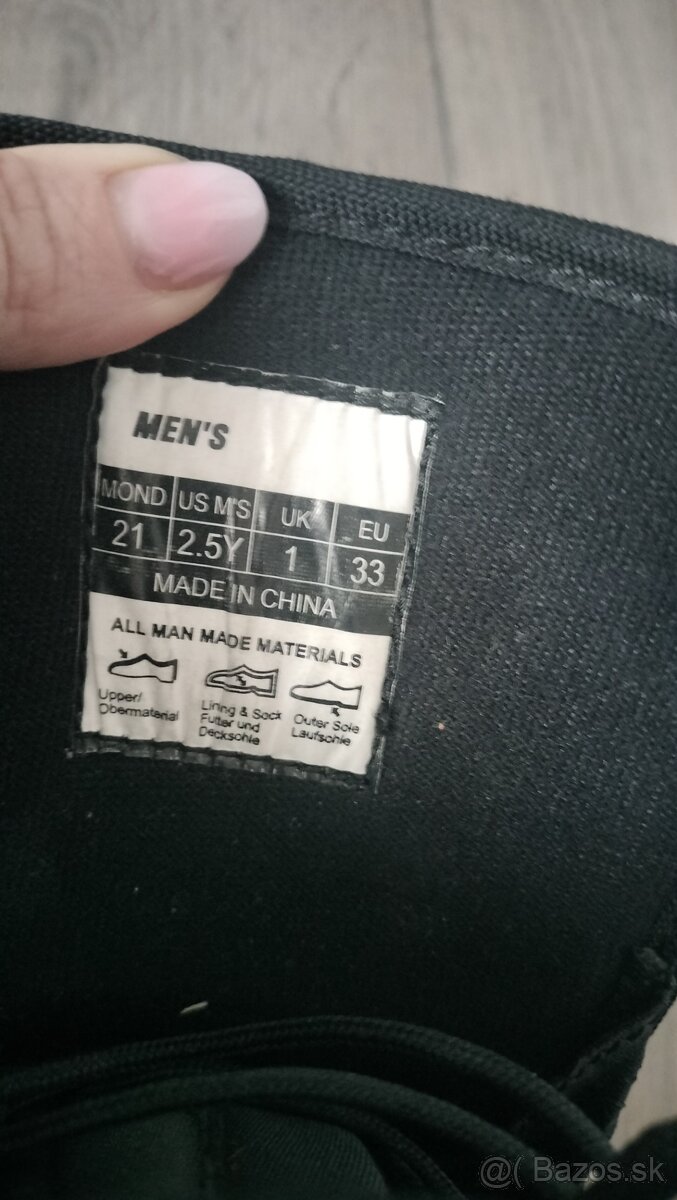 MEN'S
MOND US M'S UK EU
21 2.5Y 1 33
MADE IN CHINA
ALL MAN MADE MATERIALS
Upper/
Obermaterial
Lining & Sock
Futter und
Decksohle
Outer Sole
Laufsohle
@( Bazos.sk